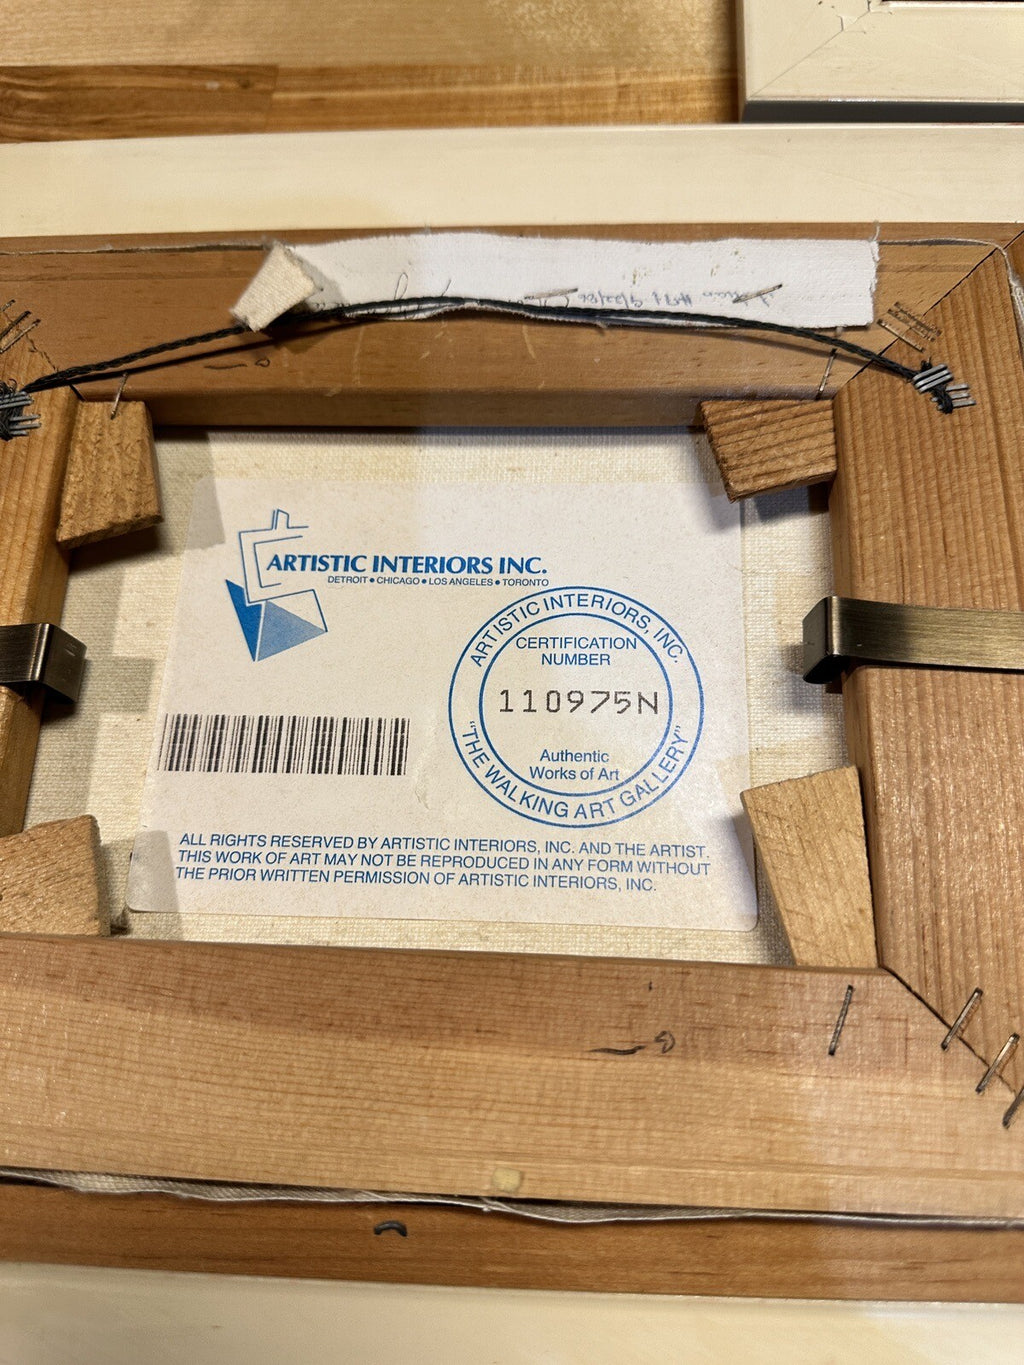 ARTISTIC INTERIORS INC.
DETROIT • CHICAGO • LOS ANGELES • TORONTO
ARTISTIC INTERIORS, INC.
CERTIFICATION
NUMBER
110975N
Authentic
Works of Art
"THE WALKING ART GALLERY"
ALL RIGHTS RESERVED BY ARTISTIC INTERIORS, INC. AND THE ARTIST.
THIS WORK OF ART MAY NOT BE REPRODUCED IN ANY FORM WITHOUT
THE PRIOR WRITTEN PERMISSION OF ARTISTIC INTERIORS, INC.